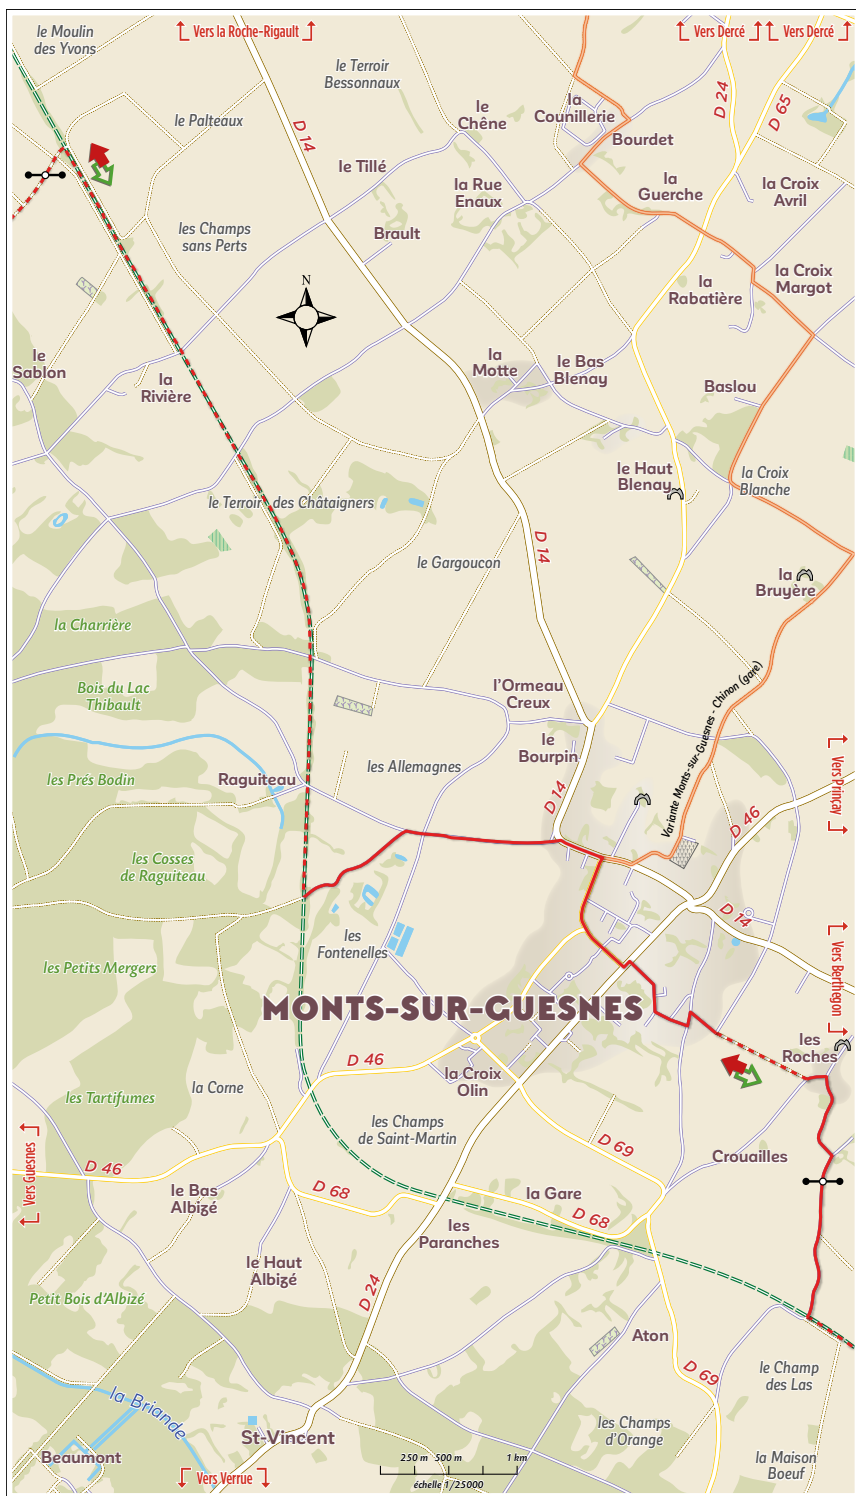 le Moulin
des Yvons
Vers la Roche-Rigault
Vers Dercé
Vers Dercé
le Terroir
Bessonnaux
D 24
D 65
le Palteaux
D 14
le
Chêne
la
Counillerie
Bourdet
le Tillé
la Rue
Enaux
la
Guerche
la Croix
Avril
les Champs
sans Perts
Brault
N
la
Rabatière
la Croix
Margot
le
Sablon
la
Rivière
la
Motte
le Bas
Blenay
Baslou
le Haut
Blenay
la Croix
Blanche
le Terroir des Châtaigners
D 14
le Gargoucon
la
Bruyère
la Charrière
Bois du Lac
Thibault
l'Ormeau
Creux
Variante Monts-sur-Guesnes - Chinon (gare)
le
Bourpin
les Prés Bodin
Raguiteau
les Allemagnes
D 14
Vers Prinçay
D 46
les Cosses
de Raguiteau
D 14
les
Fontenelles
les Petits Mergers
Vers Berthegon
MONTS-SUR-GUESNES
les
Roches
D 46
la Corne
la Croix
Olin
les Tartifumes
les Champs
de Saint-Martin
D 69
Vers Guesnes
D 46
Crouailles
le Bas
Albizé
D 68
la Gare
D 68
les
Paranches
le Haut
Albizé
D 24
Petit Bois d'Albizé
Aton
D 69
le Champ
des Las
la Briande
St-Vincent
les Champs
d'Orange
Beaumont
Vers Verrue
250 m 500 m 1 km
échelle 1/25000
la Maison
Boeuf